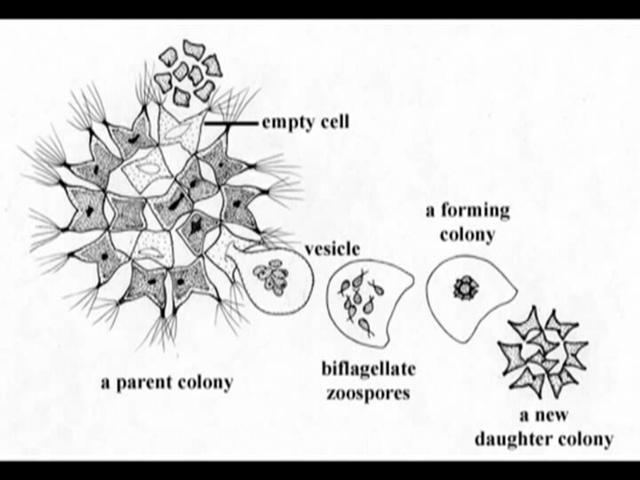 empty cell
a forming
colony
vesicle
biflagellate
zoospores
a parent colony
a new
daughter colony